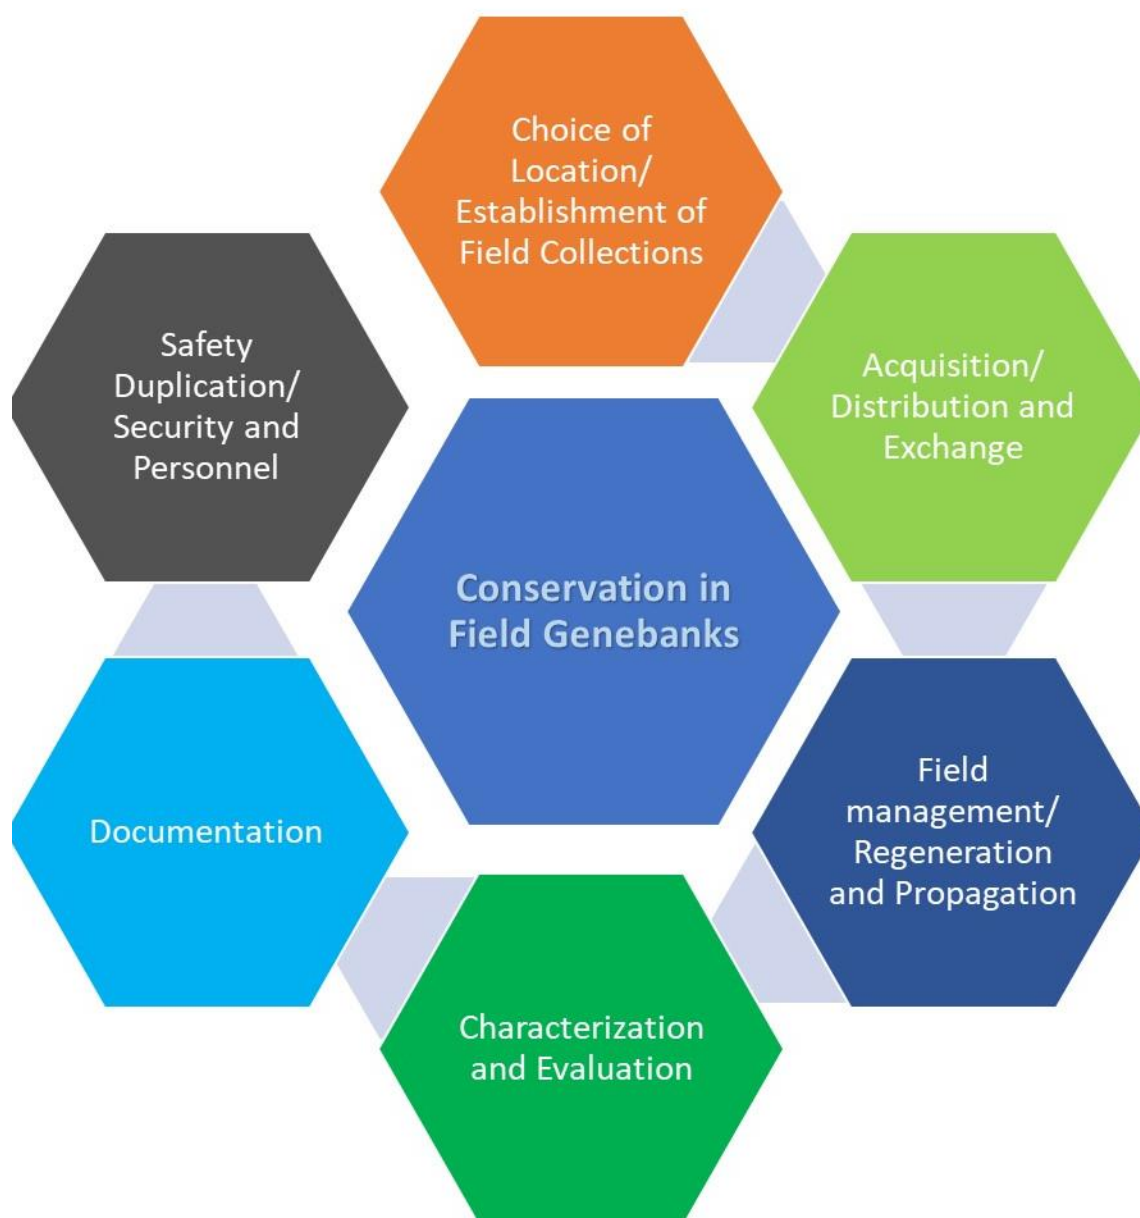 Choice of
Location/
Establishment of
Field Collections
Acquisition/
Distribution and
Exchange
Field
management/
Regeneration
and Propagation
Characterization
and Evaluation
Documentation
Safety
Duplication/
Security and
Personnel
Conservation in
Field Genebanks